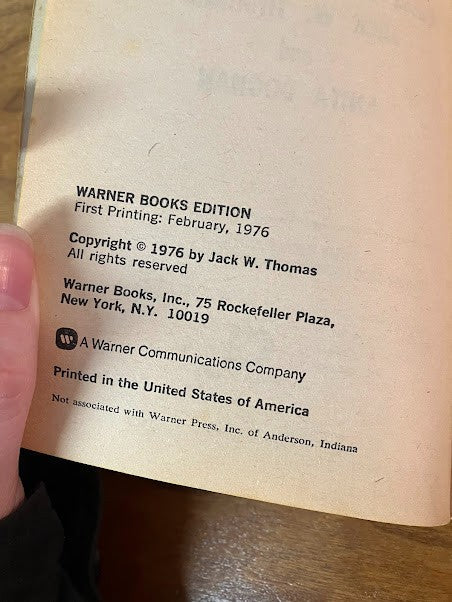 WARNER BOOKS EDITION
First Printing: February, 1976
Copyright © 1976 by Jack W. Thomas
All rights reserved
Warner Books, Inc., 75 Rockefeller Plaza,
New York, N.Y. 10019
A Warner Communications Company
Printed in the United States of America
Not associated with Warner Press, Inc. of Anderson, Indiana